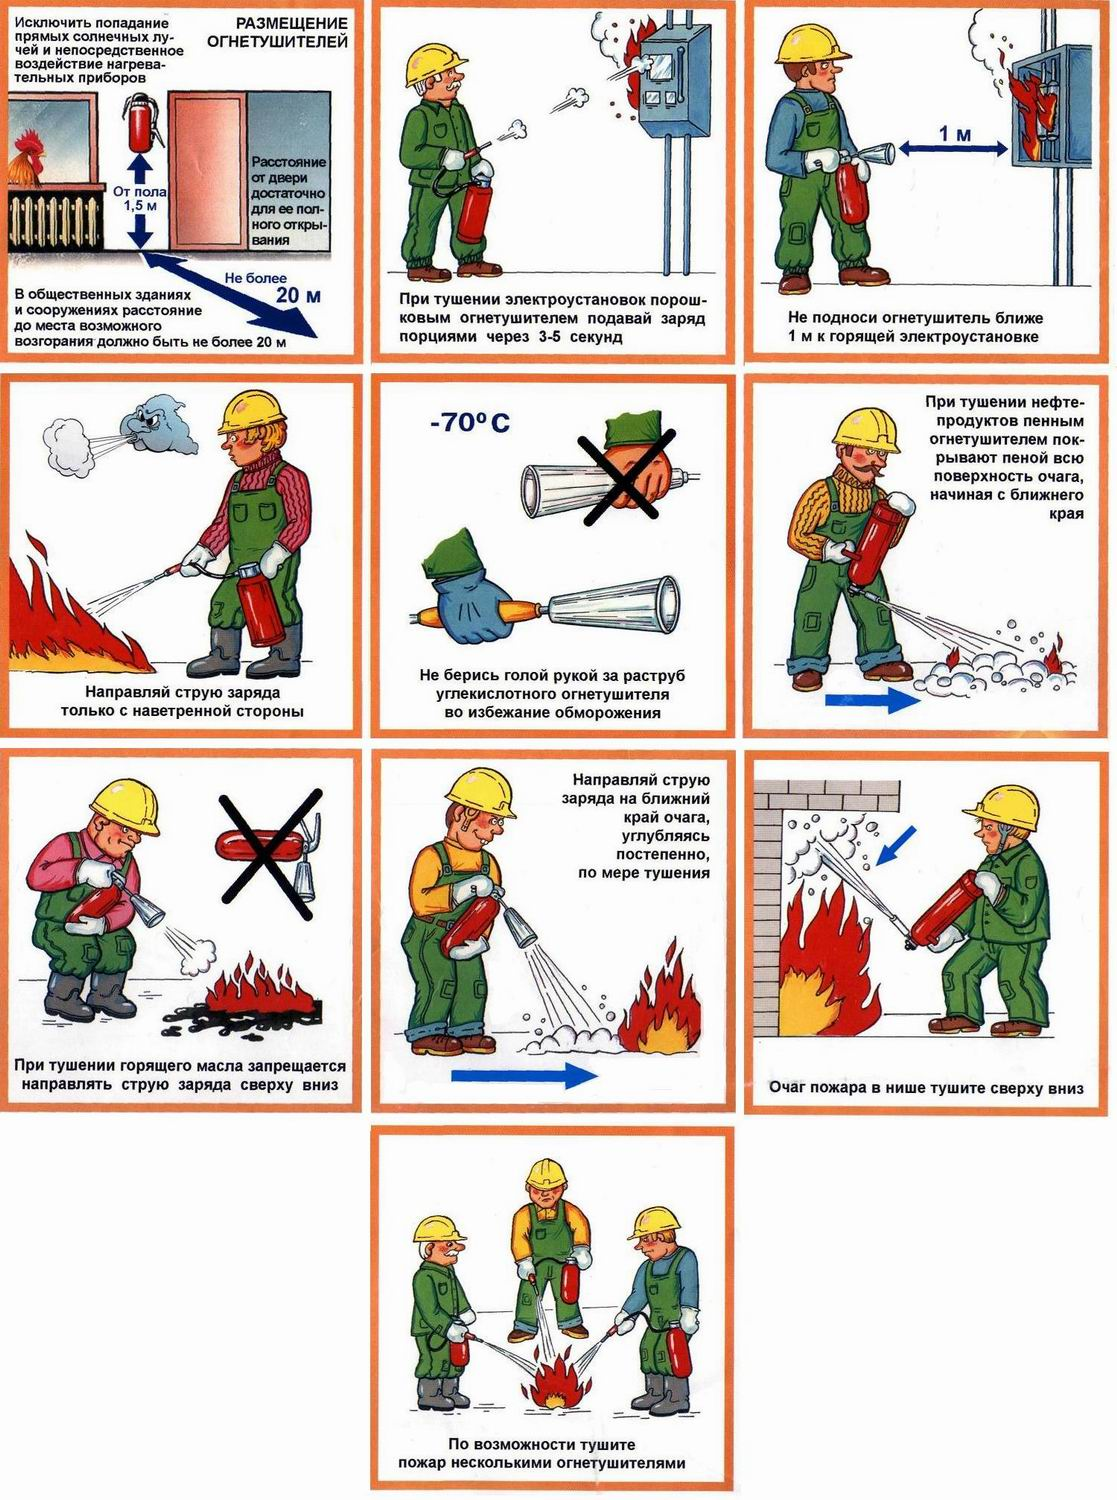 Исключить попадание
прямых солнечных лу-
чей и непосредственное
воздействие нагрева-
тельных приборов
РАЗМЕЩЕНИЕ
ОГНЕТУШИТЕЛЕЙ
От пола
1,5 м
Расстояние
от двери
достаточно
для ее пол-
ного откры-
вания
Не более
20 м
В общественных зданиях
и сооружениях расстояние
до места возможного
возгорания должно быть не более 20 м
При тушении электроустановок порош-
ковым огнетушителем подавай заряд
порциями через 3-5 секунд
1 м
Не подноси огнетушитель ближе
1 м к горящей электроустановке
Направляй струю заряда
только с наветренной стороны
-70º C
Не берись голой рукой за раструб
углекислотного огнетушителя
во избежание обморожения
При тушении нефте-
продуктов пенным
огнетушителем пок-
рывают пеной всю
поверхность очага,
начиная с ближнего
края
При тушении горящего масла запрещается
направлять струю заряда сверху вниз
Направляй струю
заряда на ближний
край очага,
углубляясь
постепенно,
по мере тушения
Очаг пожара в нише тушите сверху вниз
По возможности тушите
пожар несколькими огнетушителями